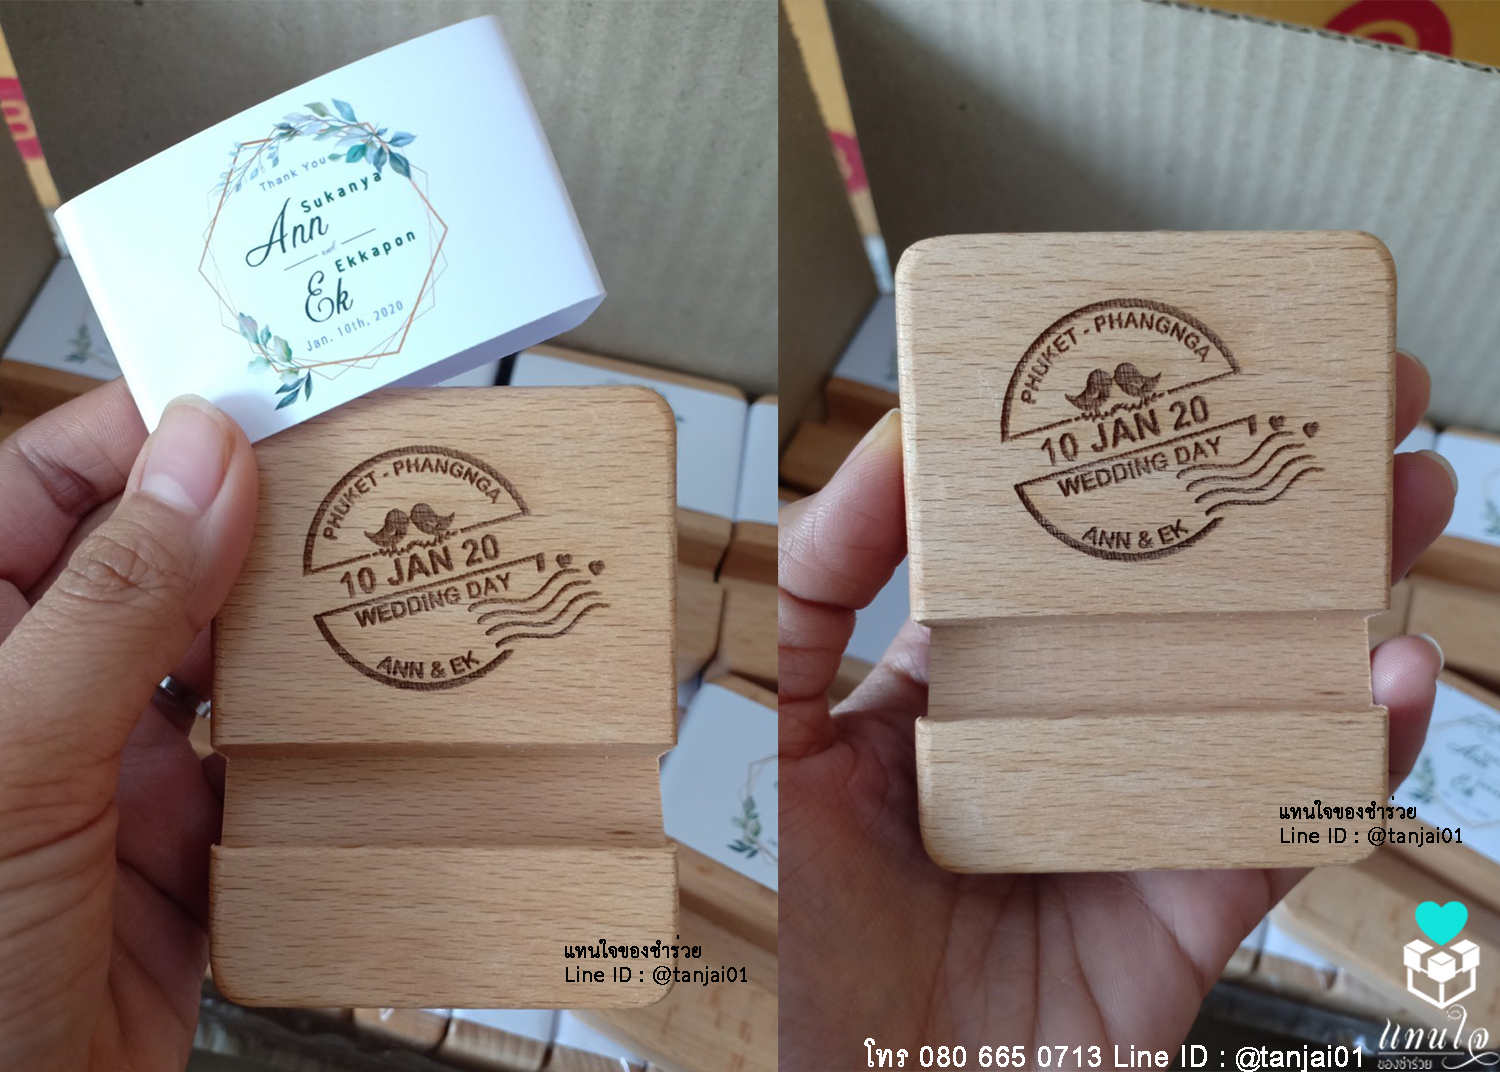 Thank You
Sukanya
Ann
and
Ekkapon
Ek
Jan. 10th, 2020
PHUKET - PHANGNGA
10 JAN 20
WEDDING DAY
ANN & EK
แทนใจของชำร่วย
Line ID : @tanjai01
PHUKET - PHANGNGA
10 JAN 20
WEDDING DAY
ANN & EK
แทนใจของชำร่วย
Line ID : @tanjai01
แทนใจ
ของชำร่วย
โทร 080 665 0713 Line ID : @tanjai01